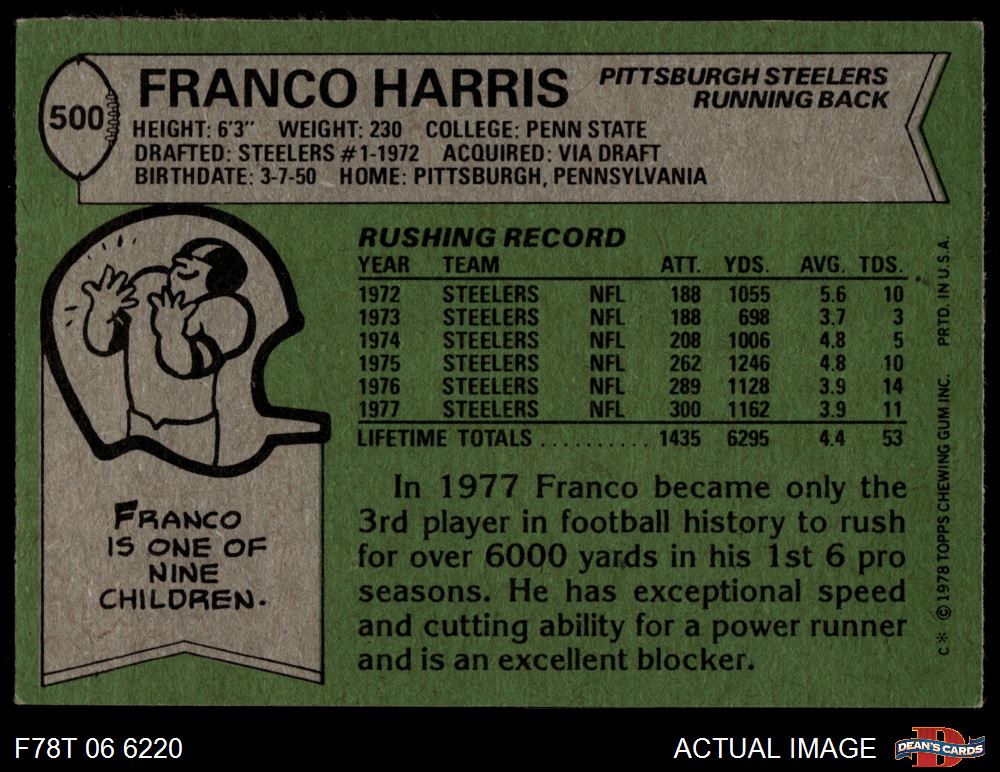 500
FRANCO HARRIS
PITTSBURGH STEELERS
RUNNING BACK
HEIGHT: 6'3" WEIGHT: 230 COLLEGE: PENN STATE
DRAFTED: STEELERS #1-1972 ACQUIRED: VIA DRAFT
BIRTHDATE: 3-7-50 HOME: PITTSBURGH, PENNSYLVANIA
RUSHING RECORD
YEAR TEAM ATT. YDS. AVG. TDS.
1972 STEELERS NFL 188 1055 5.6 10
1973 STEELERS NFL 188 698 3.7 3
1974 STEELERS NFL 208 1006 4.8 5
1975 STEELERS NFL 262 1246 4.8 10
1976 STEELERS NFL 289 1128 3.9 14
1977 STEELERS NFL 300 1162 3.9 11
LIFETIME TOTALS .......... 1435 6295 4.4 53
In 1977 Franco became only the
3rd player in football history to rush
for over 6000 yards in his 1st 6 pro
seasons. He has exceptional speed
and cutting ability for a power runner
and is an excellent blocker.
FRANCO
IS ONE OF
NINE
CHILDREN.
C* © 1978 TOPPS CHEWING GUM INC. PRTD. IN U.S.A.
F78T 06 6220
ACTUAL IMAGE
D
DEAN'S CARDS